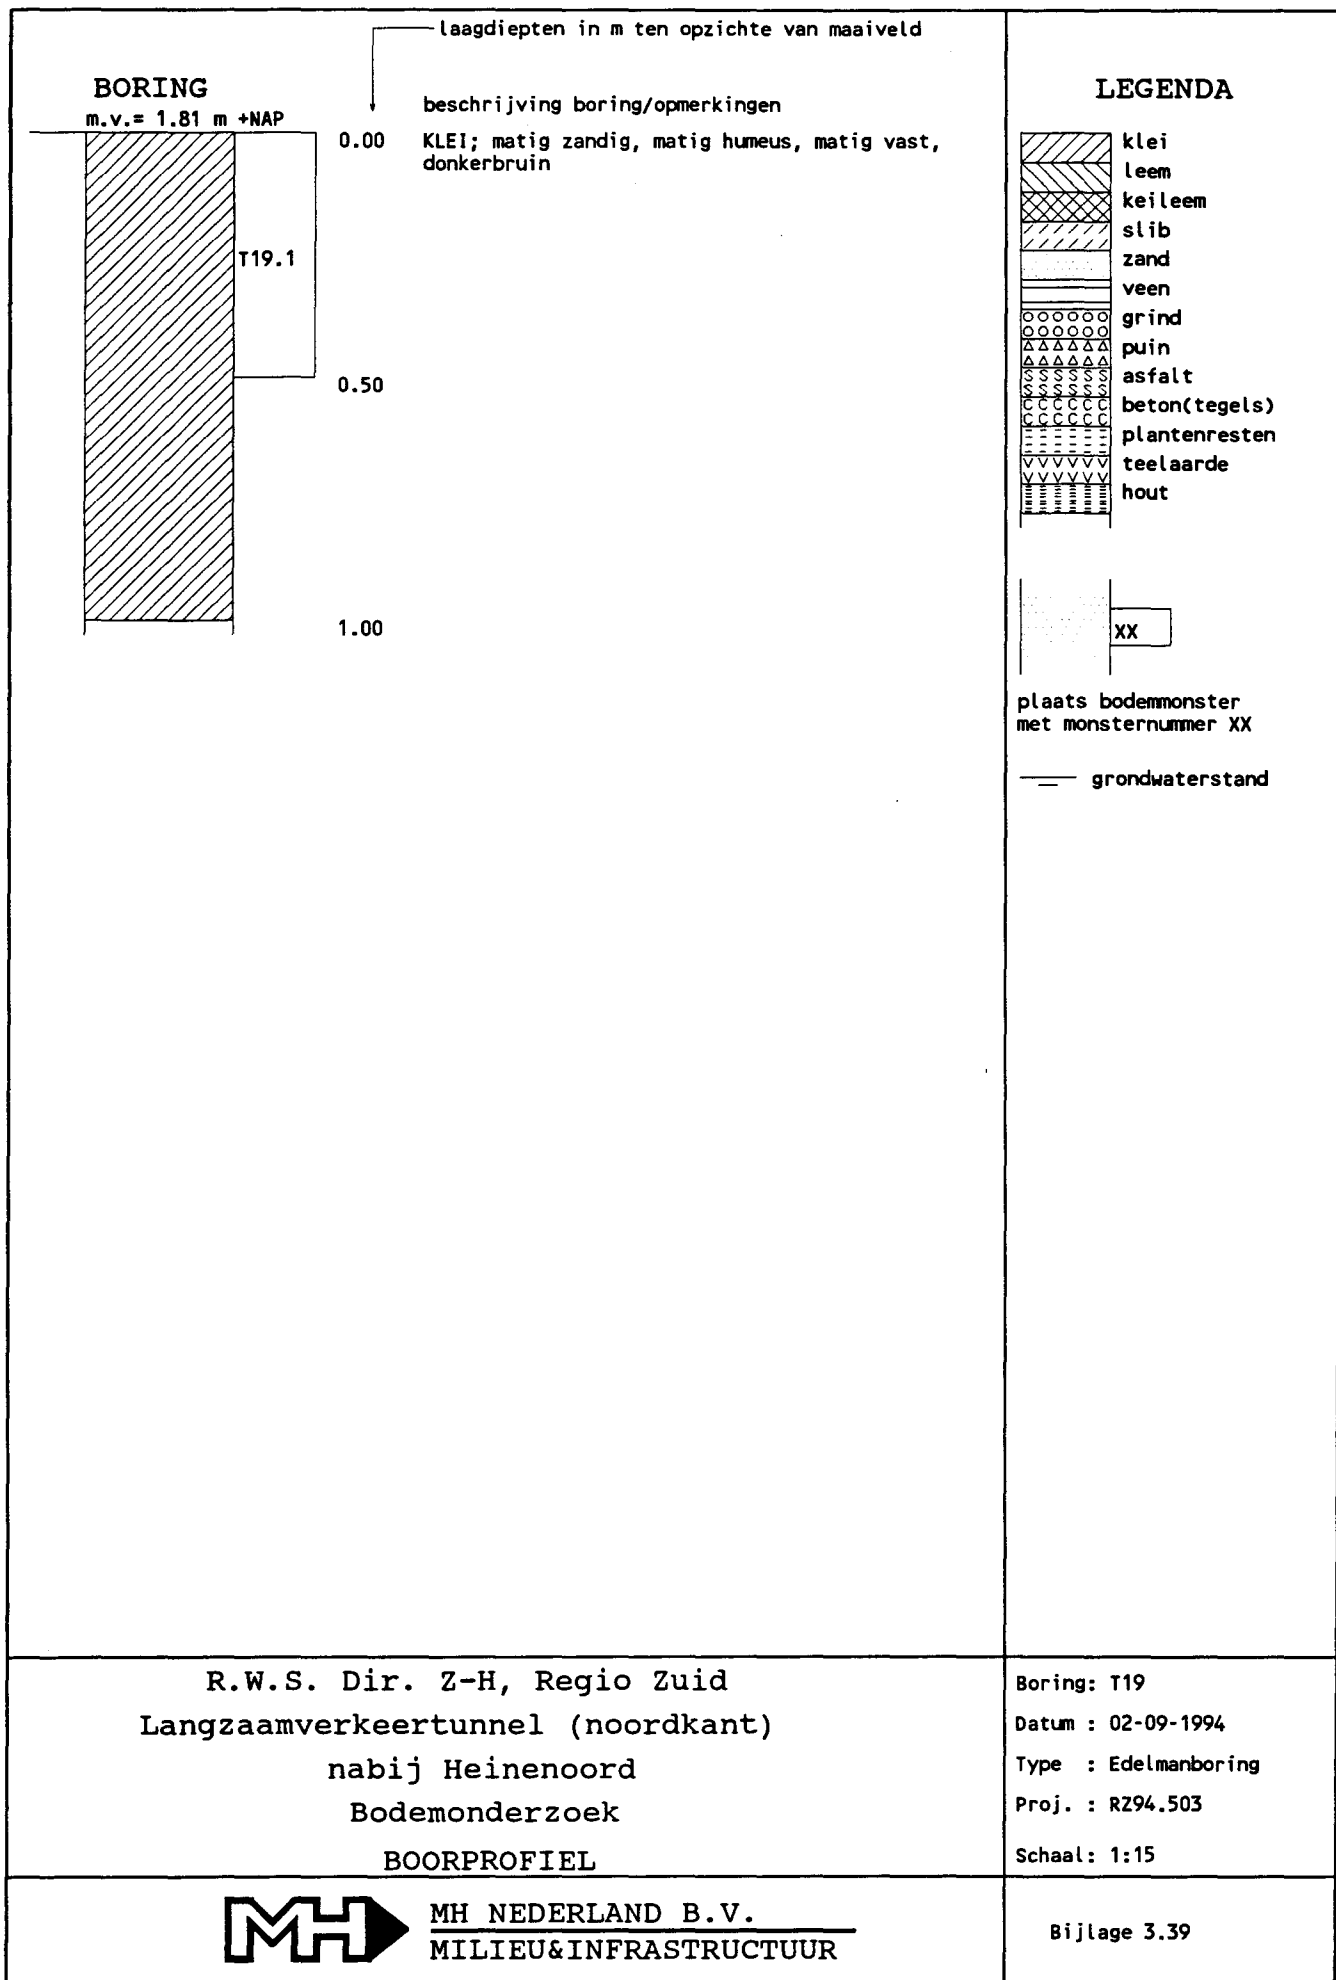 laagdiepten in m ten opzichte van maaiveld
BORING
m.v.= 1.81 m +NAP
beschrijving boring/opmerkingen
0.00 KLEI; matig zandig, matig humeus, matig vast,
donkerbruin
T19.1
0.50
1.00
LEGENDA
klei
leem
keileem
slib
zand
veen
grind
puin
asfalt
beton(tegels)
plantenresten
teelaarde
hout
XX
plaats bodemmonster
met monsternummer XX
grondwaterstand
R.W.S. Dir. Z-H, Regio Zuid
Langzaamverkeertunnel (noordkant)
nabij Heinenoord
Bodemonderzoek
BOORPROFIEL
Boring: T19
Datum : 02-09-1994
Type : Edelmanboring
Proj. : RZ94.503
Schaal: 1:15
MH
MH NEDERLAND B.V.
MILIEU&INFRASTRUCTUUR
Bijlage 3.39